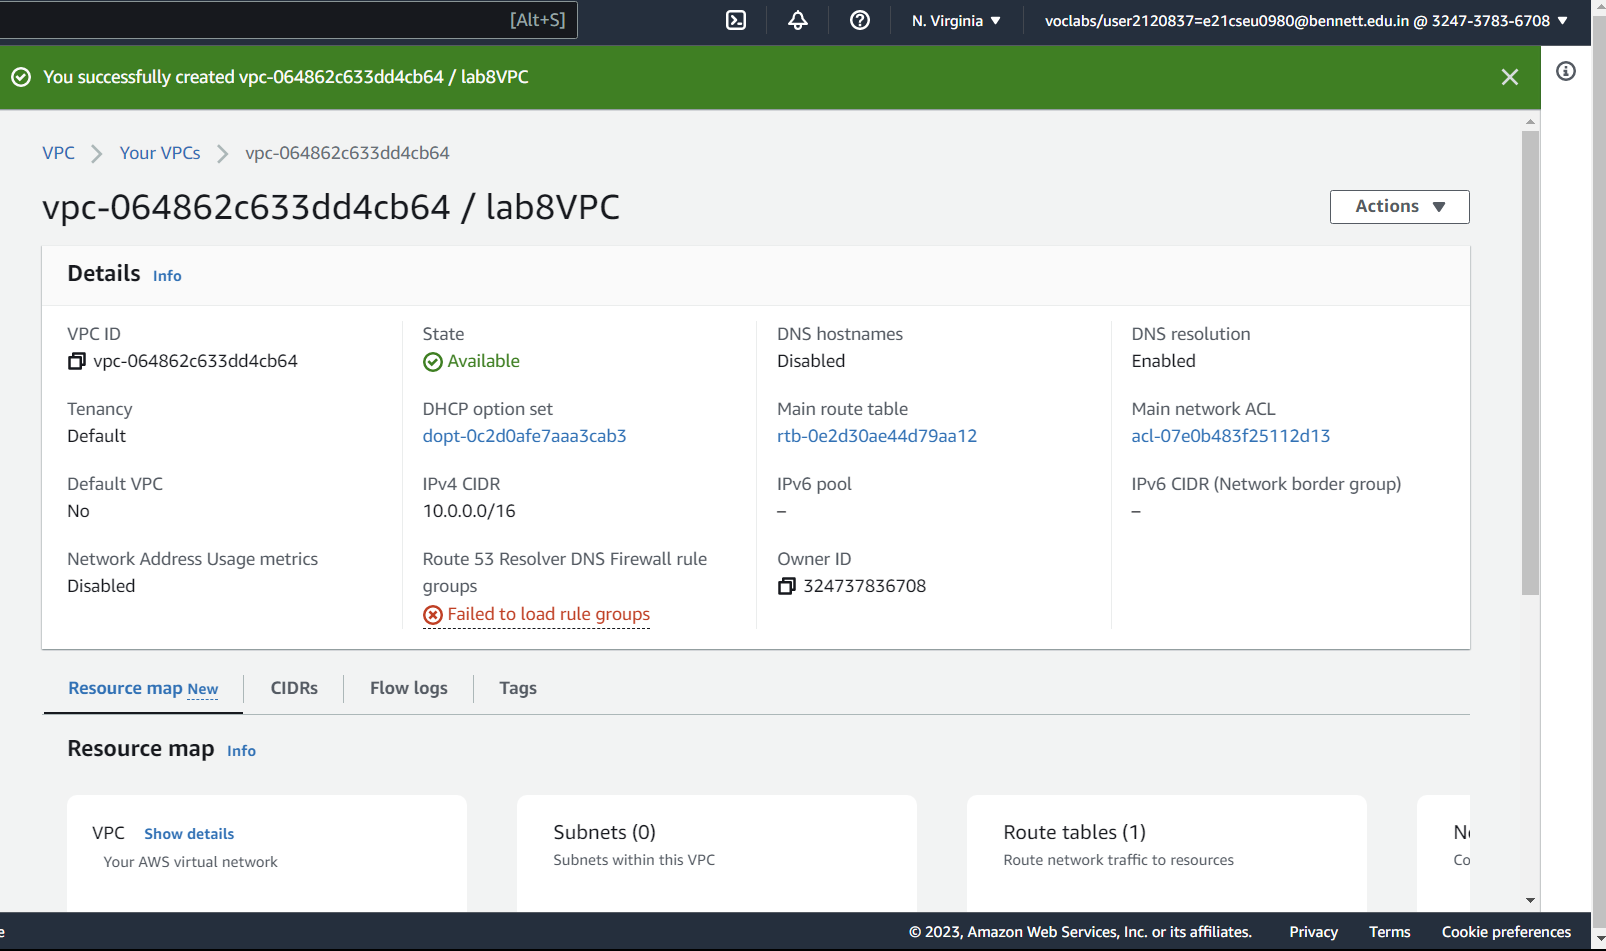 [Alt+S]
N. Virginia ▼
voclabs/user2120837=e21cseu0980@bennett.edu.in @ 3247-3783-6708 ▼
You successfully created vpc-064862c633dd4cb64 / lab8VPC
VPC
Your VPCs
vpc-064862c633dd4cb64
vpc-064862c633dd4cb64 / lab8VPC
Actions ▼
Details Info
VPC ID
vpc-064862c633dd4cb64
State
Available
DNS hostnames
Disabled
DNS resolution
Enabled
Tenancy
Default
DHCP option set
dopt-0c2d0afe7aaa3cab3
Main route table
rtb-0e2d30ae44d79aa12
Main network ACL
acl-07e0b483f25112d13
Default VPC
No
IPv4 CIDR
10.0.0.0/16
IPv6 pool
–
IPv6 CIDR (Network border group)
–
Network Address Usage metrics
Disabled
Route 53 Resolver DNS Firewall rule
groups
Failed to load rule groups
Owner ID
324737836708
Resource map New
CIDRs
Flow logs
Tags
Resource map Info
VPC Show details
Your AWS virtual network
Subnets (0)
Subnets within this VPC
Route tables (1)
Route network traffic to resources
© 2023, Amazon Web Services, Inc. or its affiliates.
Privacy
Terms
Cookie preferences